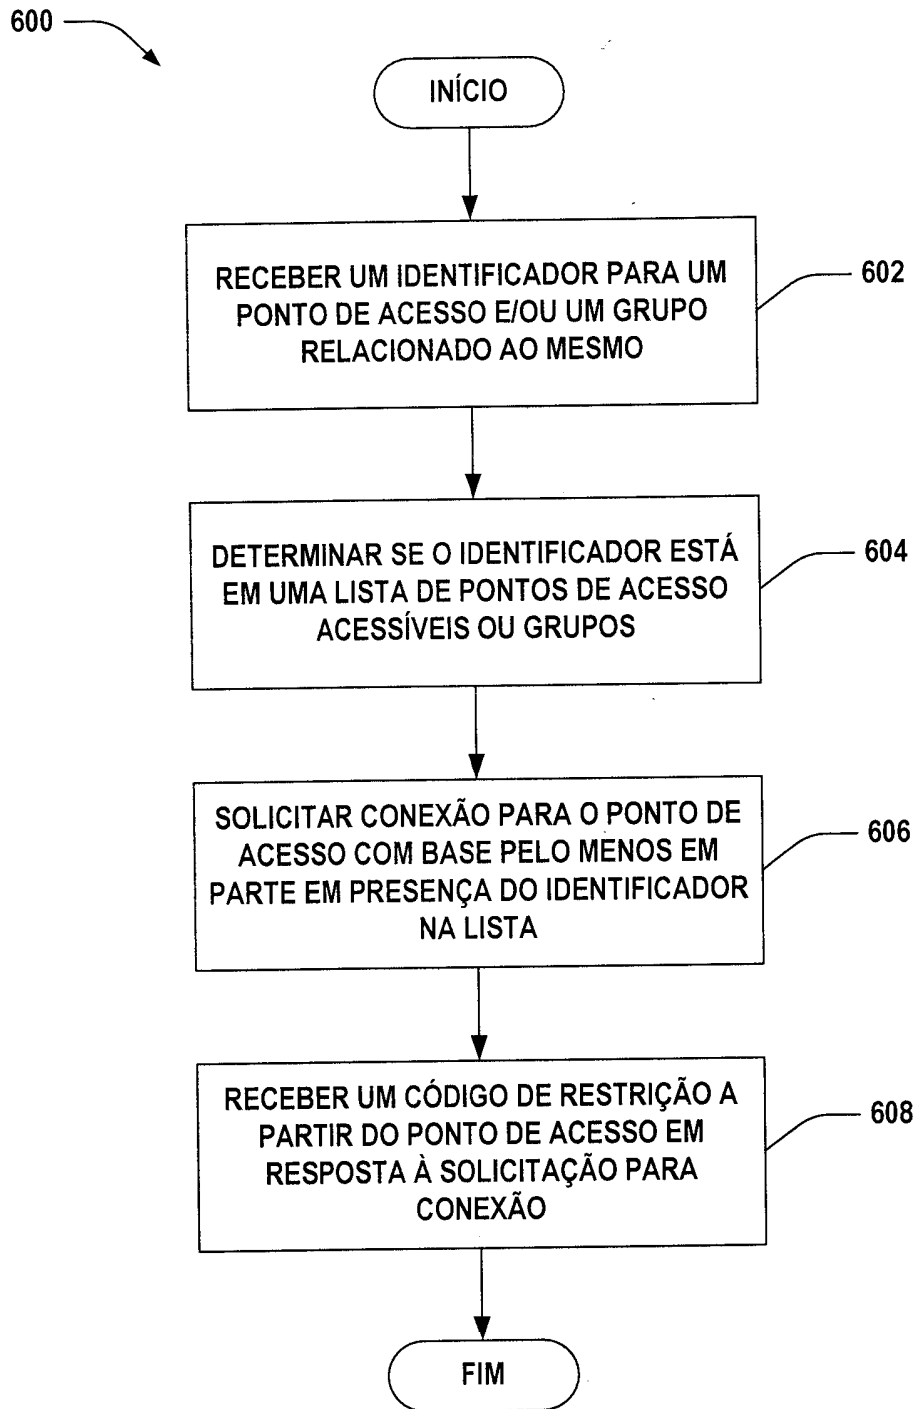 600
INÍCIO
RECEBER UM IDENTIFICADOR PARA UM
PONTO DE ACESSO E/OU UM GRUPO
RELACIONADO AO MESMO
602
DETERMINAR SE O IDENTIFICADOR ESTÁ
EM UMA LISTA DE PONTOS DE ACESSO
ACESSÍVEIS OU GRUPOS
604
SOLICITAR CONEXÃO PARA O PONTO DE
ACESSO COM BASE PELO MENOS EM
PARTE EM PRESENÇA DO IDENTIFICADOR
NA LISTA
606
RECEBER UM CÓDIGO DE RESTRIÇÃO A
PARTIR DO PONTO DE ACESSO EM
RESPOSTA À SOLICITAÇÃO PARA
CONEXÃO
608
FIM